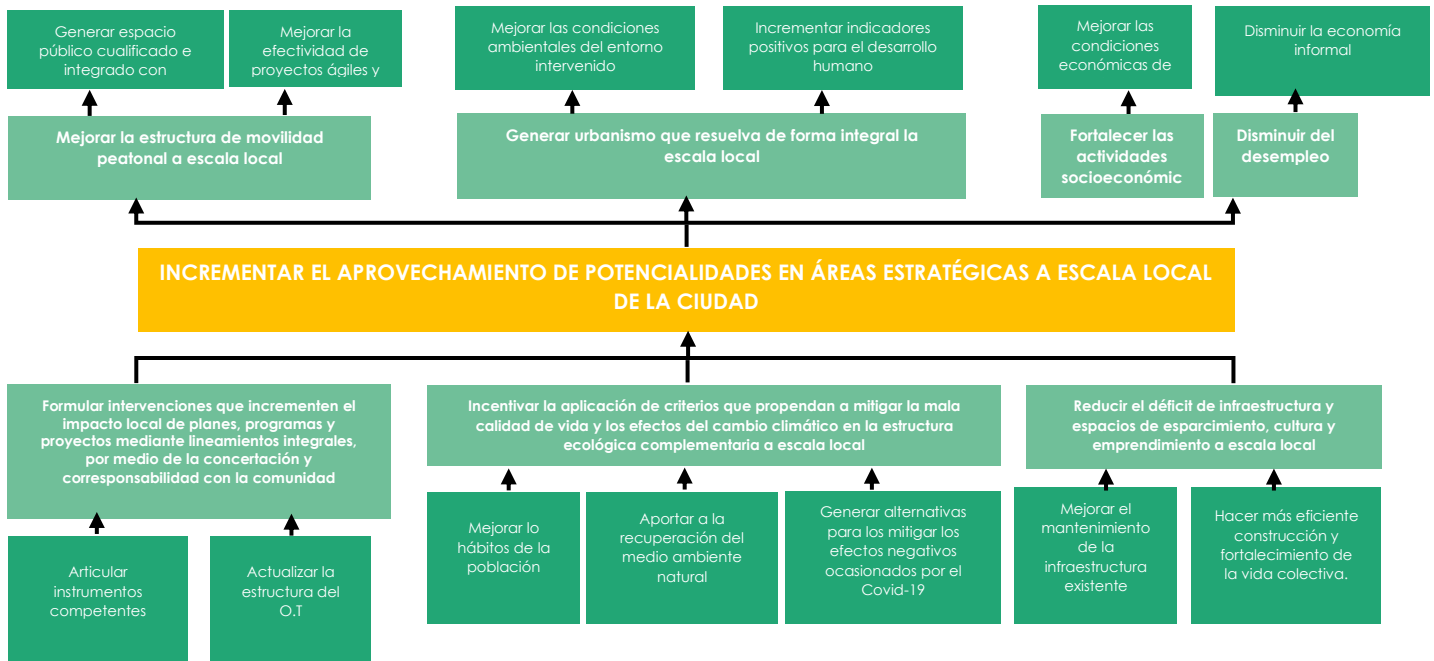 Generar espacio
público cualificado e
integrado con
Mejorar la
efectividad de
proyectos ágiles y
Mejorar las condiciones
ambientales del entorno
intervenido
Incrementar indicadores
positivos para el desarrollo
humano
Mejorar las
condiciones
económicas de
Disminuir la economía
informal
Mejorar la estructura de movilidad
peatonal a escala local
Generar urbanismo que resuelva de forma integral la
escala local
Fortalecer las
actividades
socioeconómic
Disminuir del
desempleo
INCREMENTAR EL APROVECHAMIENTO DE POTENCIALIDADES EN ÁREAS ESTRATÉGICAS A ESCALA LOCAL
DE LA CIUDAD
Formular intervenciones que incrementen el
impacto local de planes, programas y
proyectos mediante lineamientos integrales,
por medio de la concertación y
corresponsabilidad con la comunidad
Incentivar la aplicación de criterios que propendan a mitigar la mala
calidad de vida y los efectos del cambio climático en la estructura
ecológica complementaria a escala local
Reducir el déficit de infraestructura y
espacios de esparcimiento, cultura y
emprendimiento a escala local
Articular
instrumentos
competentes
Actualizar la
estructura del
O.T
Mejorar lo
hábitos de la
población
Aportar a la
recuperación del
medio ambiente
natural
Generar alternativas
para los mitigar los
efectos negativos
ocasionados por el
Covid-19
Mejorar el
mantenimiento
de la
infraestructura
existente
Hacer más eficiente
construcción y
fortalecimiento de
la vida colectiva.